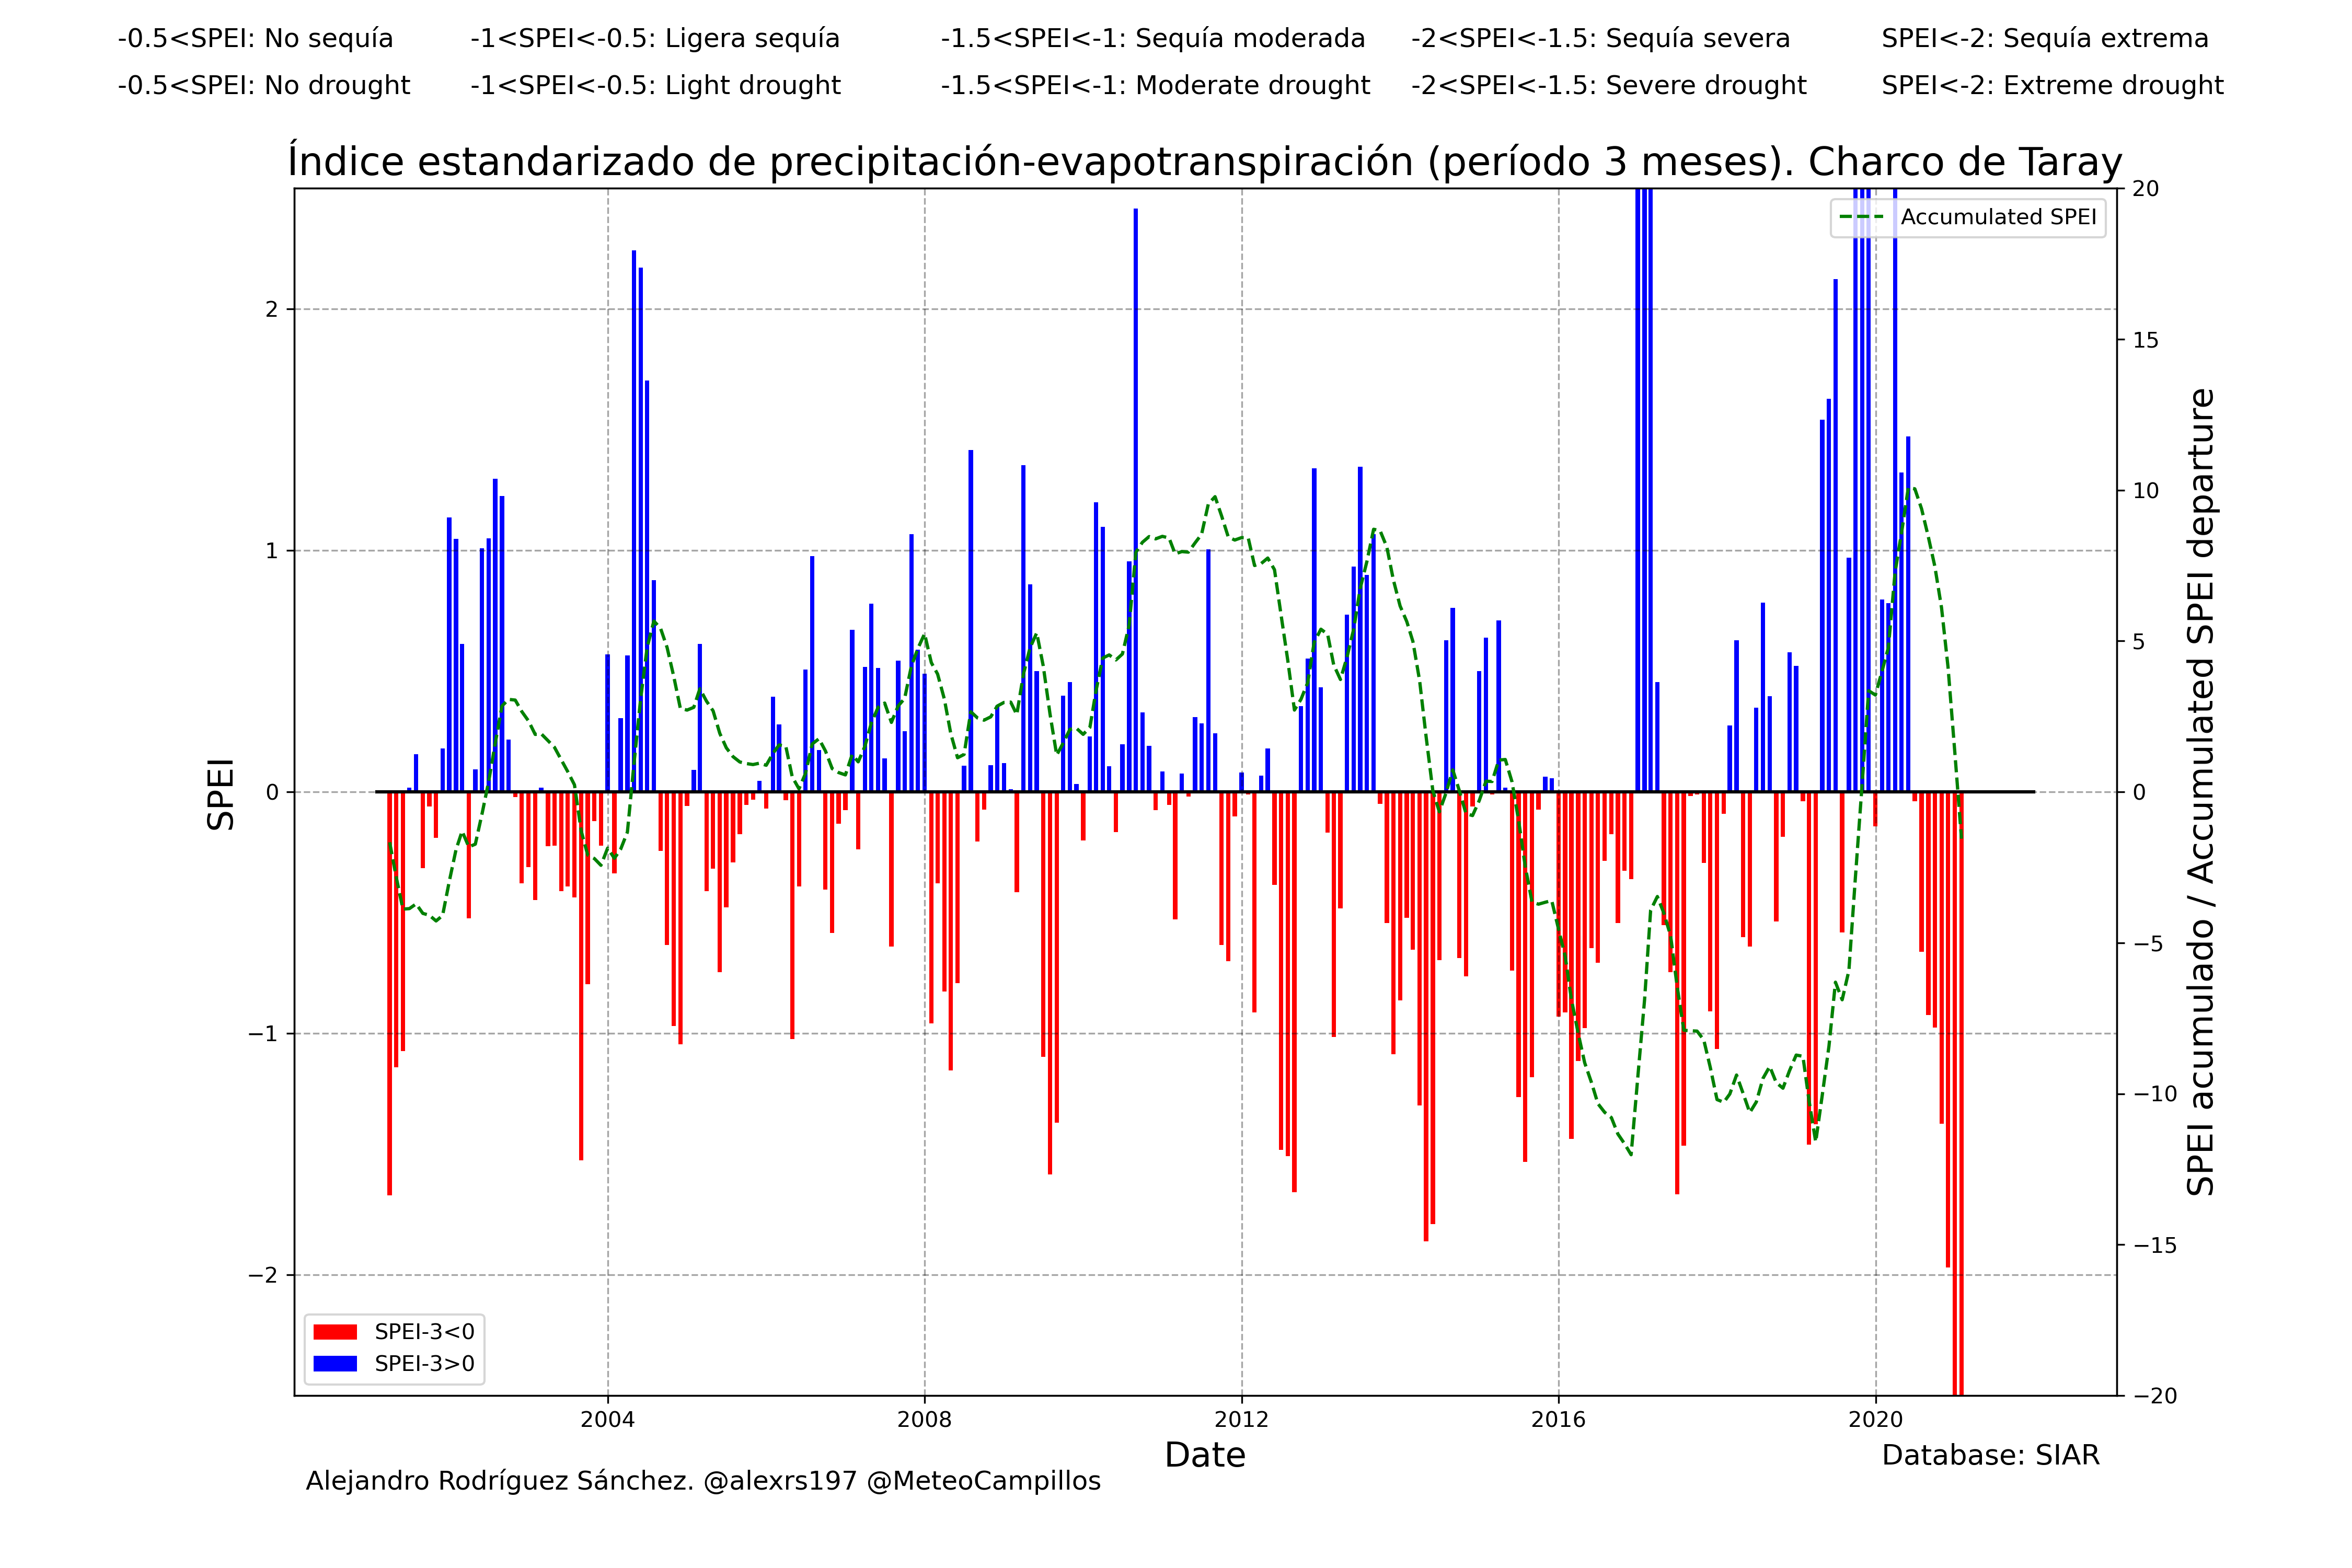 -0.5<SPEI: No sequía -1<SPEI<-0.5: Ligera sequía -1.5<SPEI<-1: Sequía moderada -2<SPEI<-1.5: Sequía severa SPEI<-2: Sequía extrema
-0.5<SPEI: No drought -1<SPEI<-0.5: Light drought -1.5<SPEI<-1: Moderate drought -2<SPEI<-1.5: Severe drought SPEI<-2: Extreme drought
Índice estandarizado de precipitación-evapotranspiración (período 3 meses). Charco de Taray
Accumulated SPEI
SPEI
2
1
0
−1
−2
20
15
10
5
0
−5
−10
−15
−20
SPEI acumulado / Accumulated SPEI departure
SPEI-3<0
SPEI-3>0
2004 2008 2012 2016 2020
Date
Database: SIAR
Alejandro Rodríguez Sánchez. @alexrs197 @MeteoCampillos